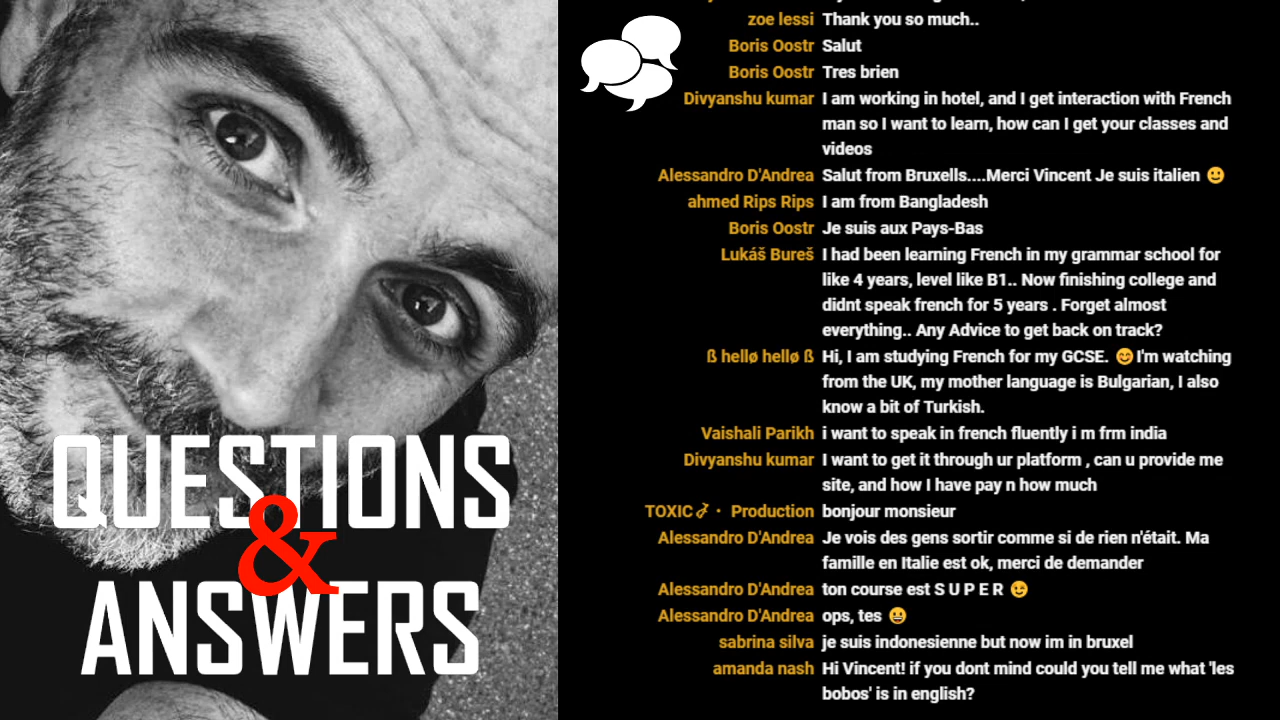 QUESTIONS
&
ANSWERS
zoe lessi Thank you so much..
Boris Oostr Salut
Boris Oostr Tres brien
Divyanshu kumar I am working in hotel, and I get interaction with French
man so I want to learn, how can I get your classes and
videos
Alessandro D'Andrea Salut from Bruxells....Merci Vincent Je suis italien 🙂
ahmed Rips Rips I am from Bangladesh
Boris Oostr Je suis aux Pays-Bas
Lukáš Bureš I had been learning French in my grammar school for
like 4 years, level like B1.. Now finishing college and
didnt speak french for 5 years . Forget almost
everything.. Any Advice to get back on track?
ß hellø hellø ß Hi, I am studying French for my GCSE. 😊I'm watching
from the UK, my mother language is Bulgarian, I also
know a bit of Turkish.
Vaishali Parikh i want to speak in french fluently i m frm india
Divyanshu kumar I want to get it through ur platform , can u provide me
site, and how I have pay n how much
TOXIC · Production bonjour monsieur
Alessandro D'Andrea Je vois des gens sortir comme si de rien n'était. Ma
famille en Italie est ok, merci de demander
Alessandro D'Andrea ton course est S U P E R 😉
Alessandro D'Andrea ops, tes 😀
sabrina silva je suis indonesienne but now im in bruxel
amanda nash Hi Vincent! if you dont mind could you tell me what 'les
bobos' is in english?